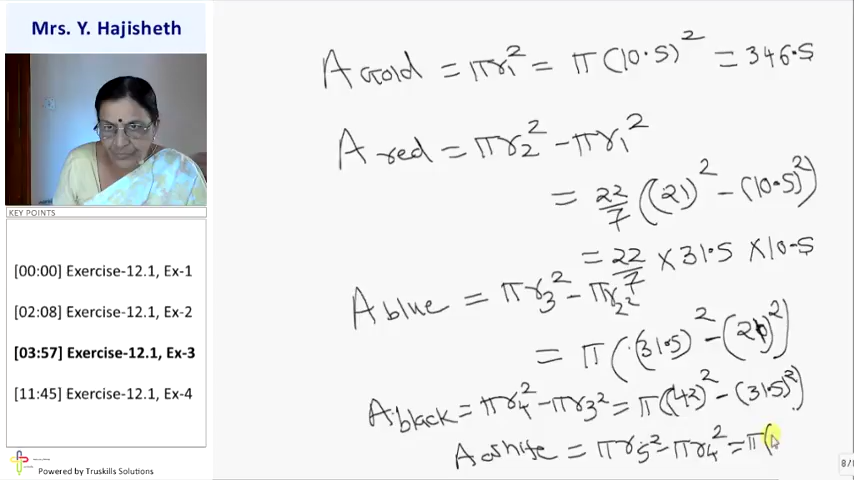 Mrs. Y. Hajisheth
A Gold = πr₁² = π(10.5)² = 346.5
A red = πr₂² - πr₁²
= 22/7 ((21)² - (10.5)²)
= 22/7 × 31.5 × 10.5
A blue = πr₃² - πr₂²
= π((31.5)² - (21)²)
A black = πr₄² - πr₃² = π((42)² - (31.5)²)
A white = πr₅² - πr₄² = π(
KEY POINTS
[00:00] Exercise-12.1, Ex-1
[02:08] Exercise-12.1, Ex-2
[03:57] Exercise-12.1, Ex-3
[11:45] Exercise-12.1, Ex-4
Powered by Truskills Solutions
8/1